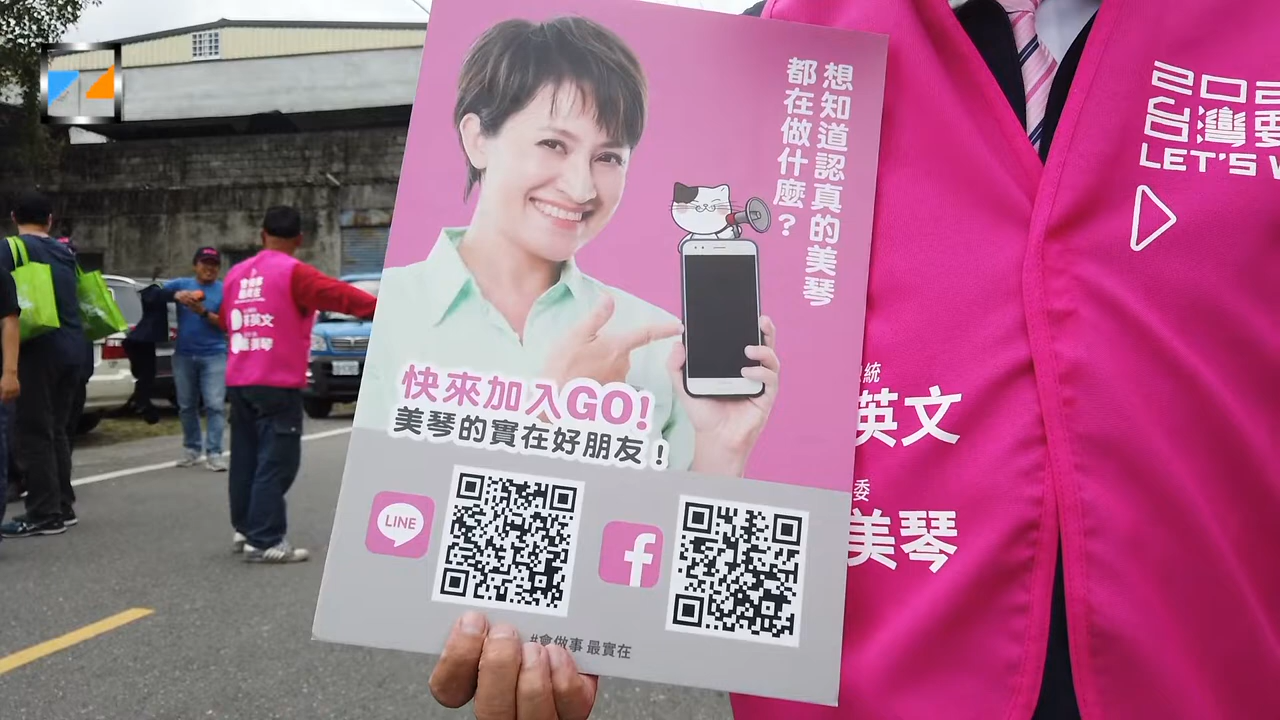 想知道認真的美琴
都在做什麼？
快來加入GO!
美琴的實在好朋友！
LINE
f
#會做事 最實在
202
台灣要
LET'S W
統
英文
委
美琴
英文
美琴